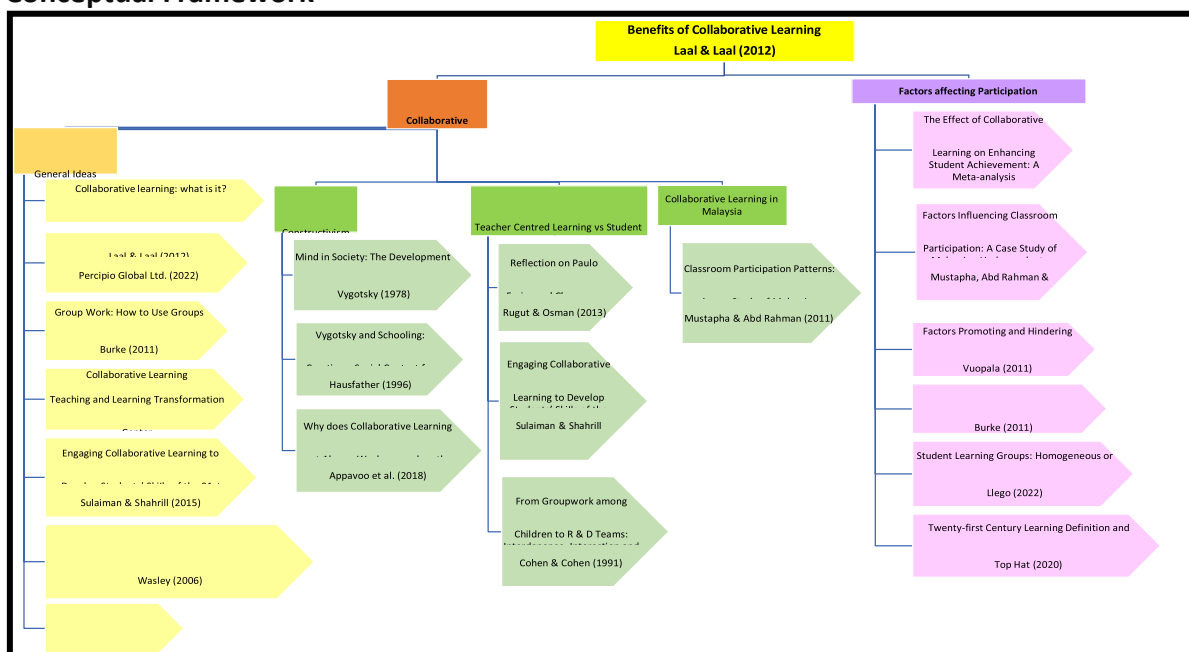 Conceptual Framework
Benefits of Collaborative Learning
Laal & Laal (2012)
Collaborative
Factors affecting Participation
General Ideas
Collaborative learning: what is it?
Laal & Laal (2012)
Percipio Global Ltd. (2022)
Group Work: How to Use Groups
Burke (2011)
Collaborative Learning
Teaching and Learning Transformation
Engaging Collaborative Learning to
Sulaiman & Shahrill (2015)
Wasley (2006)
Constructivism
Mind in Society: The Development
Vygotsky (1978)
Vygotsky and Schooling:
Hausfather (1996)
Why does Collaborative Learning
Appavoo et al. (2018)
Teacher Centred Learning vs Student
Reflection on Paulo
Rugut & Osman (2013)
Engaging Collaborative
Learning to Develop
Sulaiman & Shahrill
From Groupwork among
Children to R & D Teams:
Cohen & Cohen (1991)
Collaborative Learning in
Malaysia
Classroom Participation Patterns:
Mustapha & Abd Rahman (2011)
The Effect of Collaborative
Learning on Enhancing
Student Achievement: A
Meta-analysis
Factors Influencing Classroom
Participation: A Case Study of
Mustapha, Abd Rahman &
Factors Promoting and Hindering
Vuopala (2011)
Burke (2011)
Student Learning Groups: Homogeneous or
Llego (2022)
Twenty-first Century Learning Definition and
Top Hat (2020)